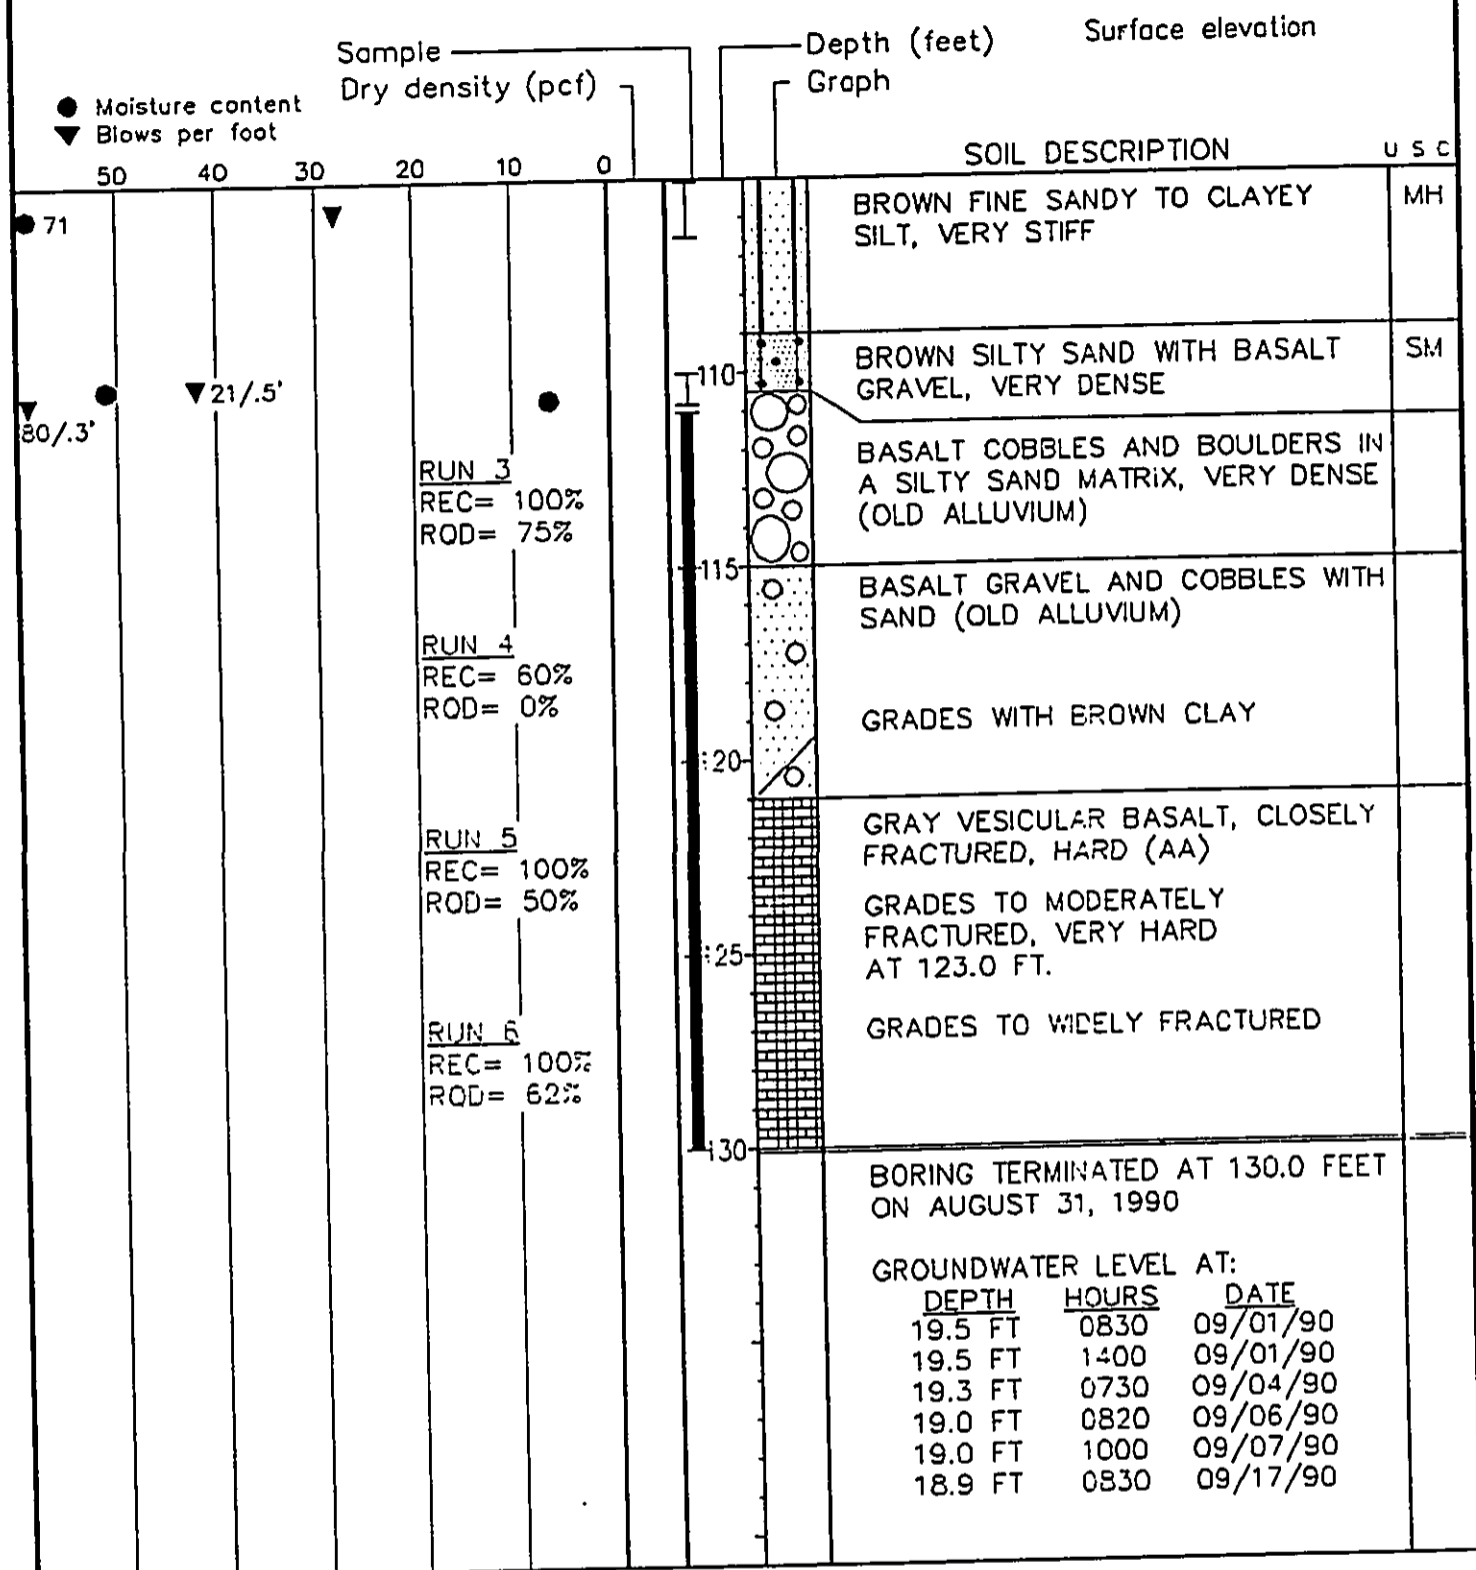 Sample
Depth (feet)
Surface elevation
Dry density (pcf)
Graph
Moisture content
Blows per foot
50 40 30 20 10 0
SOIL DESCRIPTION
U S C
71
BROWN FINE SANDY TO CLAYEY
SILT, VERY STIFF
MH
BROWN SILTY SAND WITH BASALT
GRAVEL, VERY DENSE
SM
110
21/.5'
80/.3'
BASALT COBBLES AND BOULDERS IN
A SILTY SAND MATRIX, VERY DENSE
(OLD ALLUVIUM)
RUN 3
REC= 100%
RQD= 75%
115
BASALT GRAVEL AND COBBLES WITH
SAND (OLD ALLUVIUM)
RUN 4
REC= 60%
RQD= 0%
GRADES WITH BROWN CLAY
120
GRAY VESICULAR BASALT, CLOSELY
FRACTURED, HARD (AA)
RUN 5
REC= 100%
RQD= 50%
GRADES TO MODERATELY
FRACTURED, VERY HARD
AT 123.0 FT.
125
GRADES TO WIDELY FRACTURED
RUN 6
REC= 100%
RQD= 62%
130
BORING TERMINATED AT 130.0 FEET
ON AUGUST 31, 1990
GROUNDWATER LEVEL AT:
DEPTH HOURS DATE
19.5 FT 0830 09/01/90
19.5 FT 1400 09/01/90
19.3 FT 0730 09/04/90
19.0 FT 0820 09/06/90
19.0 FT 1000 09/07/90
18.9 FT 0830 09/17/90